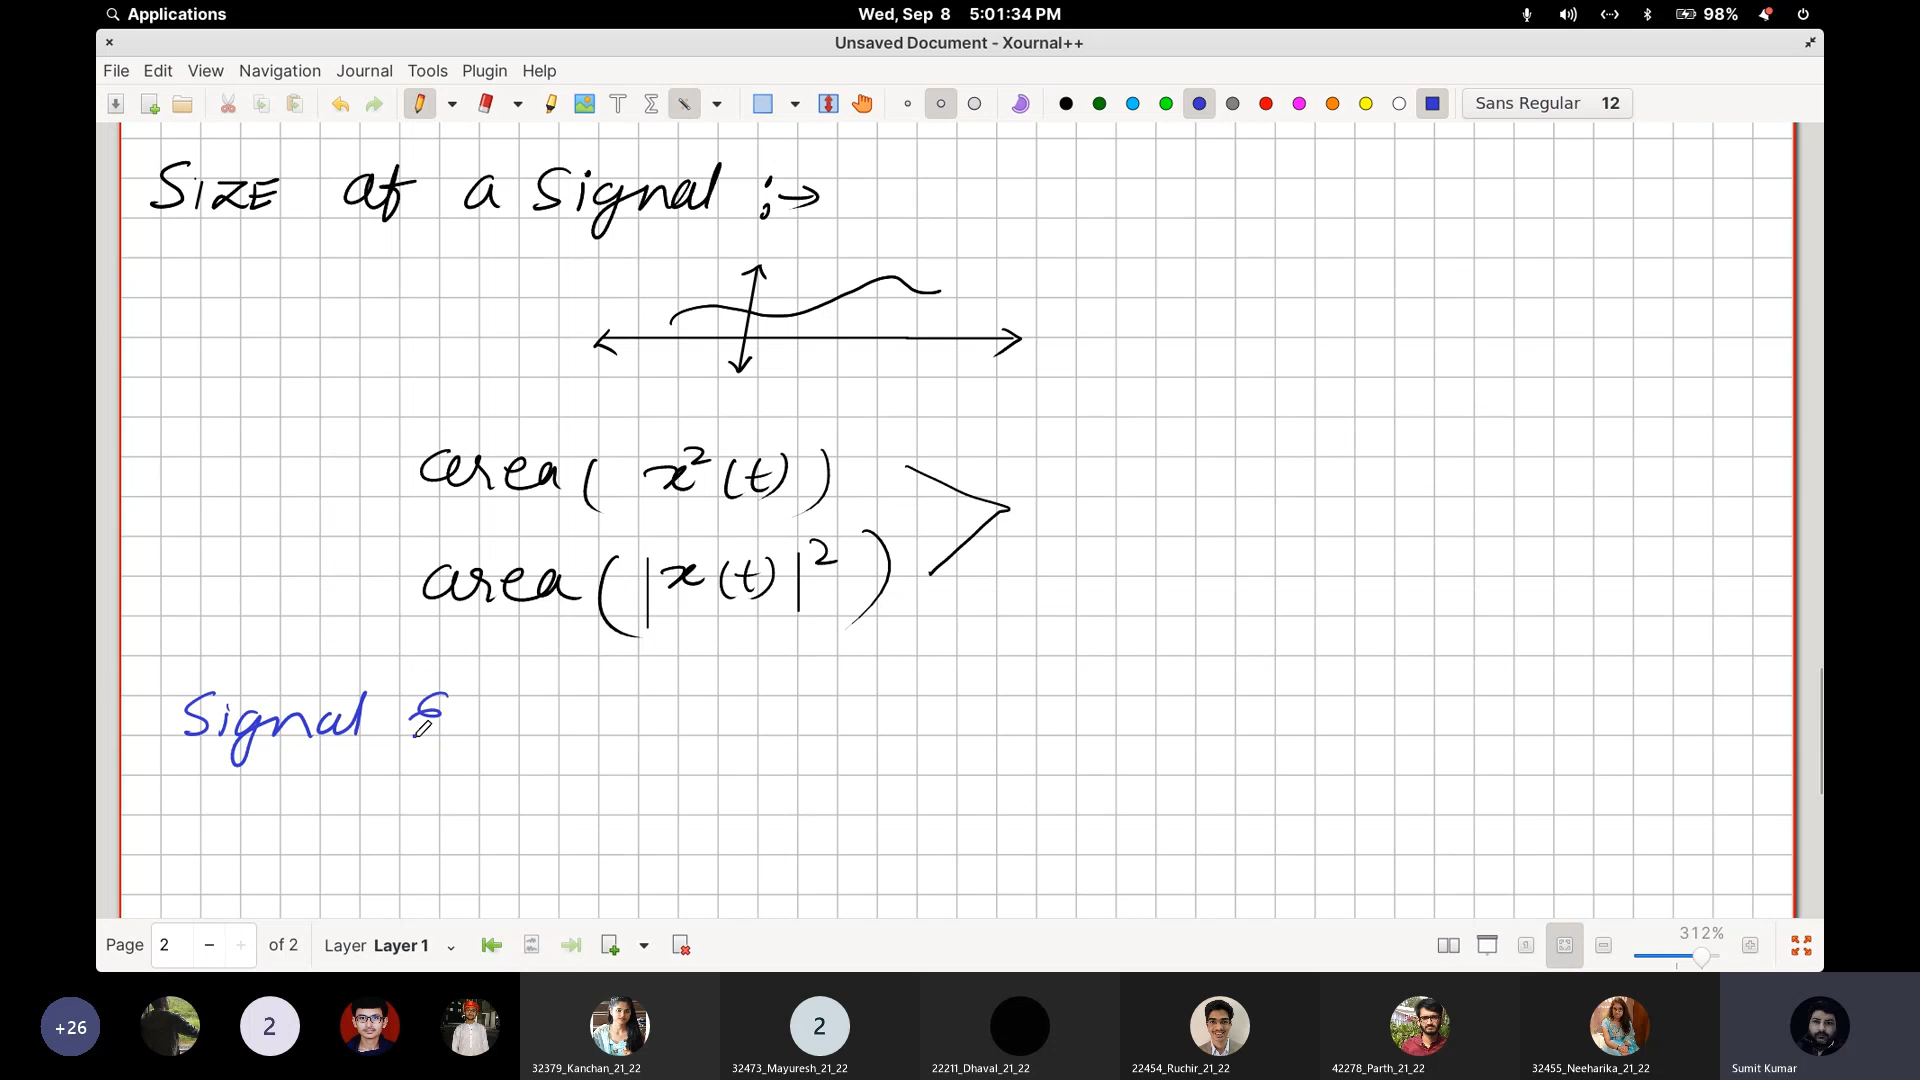 Applications
Wed, Sep 8 5:01:34 PM
98%
Unsaved Document - Xournal++
File Edit View Navigation Journal Tools Plugin Help
Sans Regular 12
SIZE of a Signal :→
area( x²(t) )
area( |x(t)|² )
Signal
Page 2 of 2 Layer Layer 1
312%
+26
2
2
32379_Kanchan_21_22
32473_Mayuresh_21_22
22211_Dhaval_21_22
22454_Ruchir_21_22
42278_Parth_21_22
32455_Neeharika_21_22
Sumit Kumar